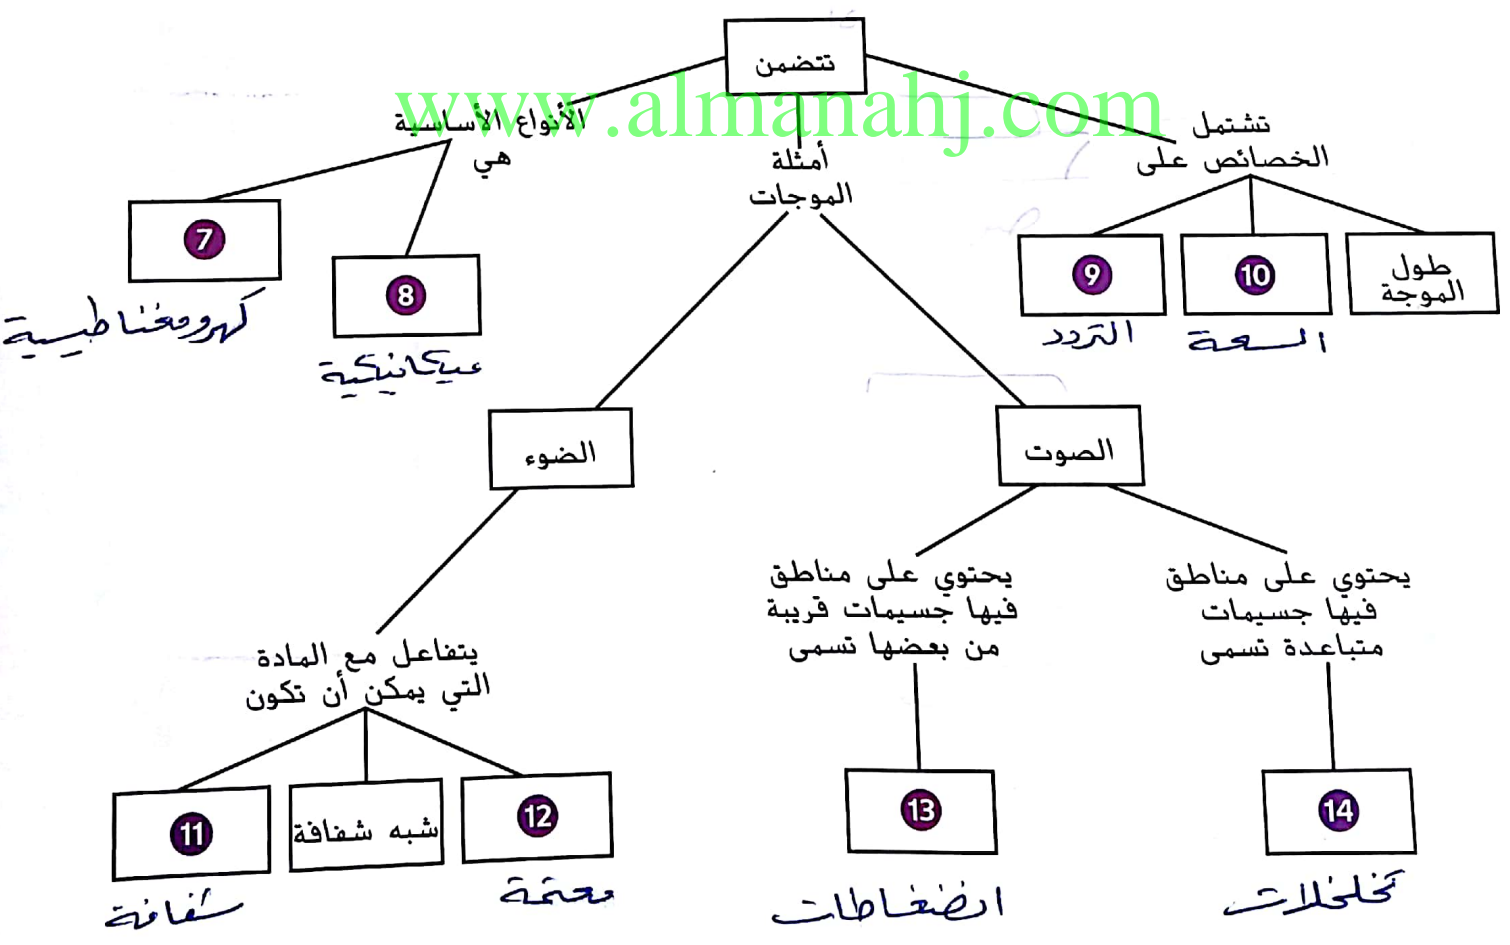 تتضمن
www.almanahj.com
تشتمل
الخصائص على
طول
الموجة
10
السعة
9
التردد
أمثلة
الموجات
الأنواع الأساسية
هي
8
ميكانيكية
7
كهرومغناطيسية
الصوت
الضوء
يحتوي على مناطق
فيها جسيمات
متباعدة تسمى
14
تخلخلات
يحتوي على مناطق
فيها جسيمات قريبة
من بعضها تسمى
13
انضغاطات
يتفاعل مع المادة
التي يمكن أن تكون
12
معتمة
شبه شفافة
11
شفافة